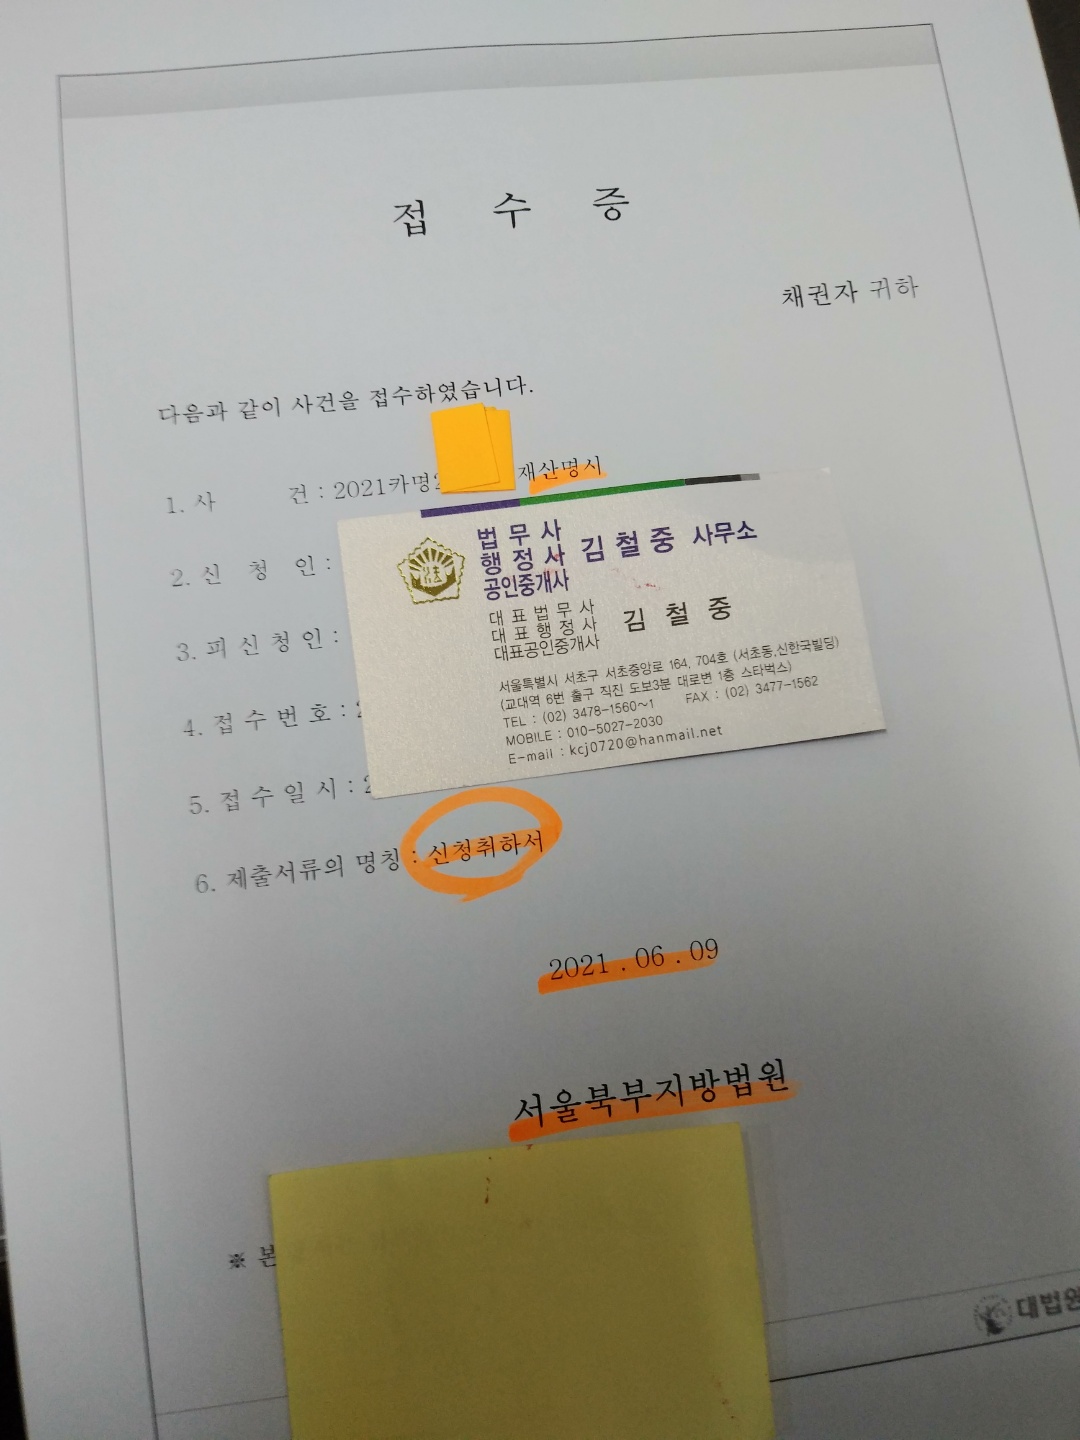 접 수 증
채권자 귀하
다음과 같이 사건을 접수하였습니다.
1. 사 건 : 2021카명2 재산명시
2. 신 청 인 :
3. 피 신 청 인 :
4. 접 수 번 호 : 2
5. 접 수 일 시 : 2
6. 제출서류의 명칭 : 신청취하서
2021 . 06 . 09
서울북부지방법원
※ 본
대법원
법 무 사
행 정 사 김 철 중 사무소
공인중개사
대 표 법 무 사
대 표 행 정 사 김 철 중
대표공인중개사
서울특별시 서초구 서초중앙로 164, 704호 (서초동,신한국빌딩)
(교대역 6번 출구 직진 도보3분 대로변 1층 스타벅스)
TEL : (02) 3478-1560~1 FAX : (02) 3477-1562
MOBILE : 010-5027-2030
E-mail : kcj0720@hanmail.net